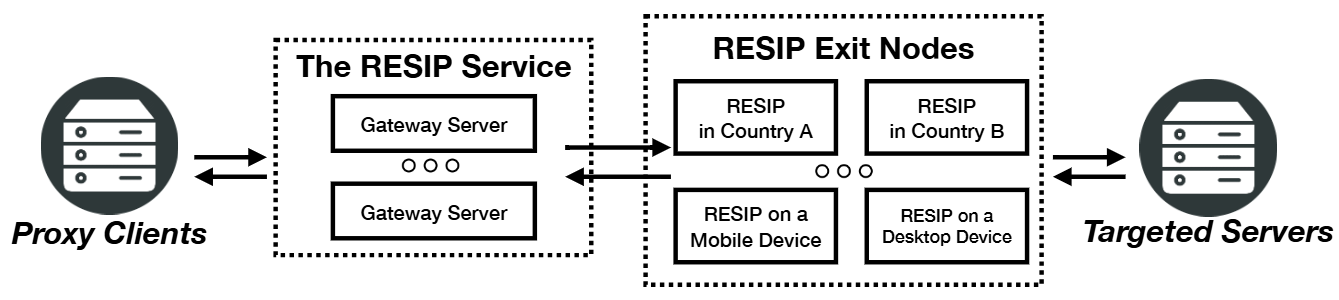 The RESIP Service
Gateway Server
Gateway Server
RESIP Exit Nodes
RESIP
in Country A
RESIP
in Country B
RESIP on a
Mobile Device
RESIP on a
Desktop Device
Proxy Clients
Targeted Servers